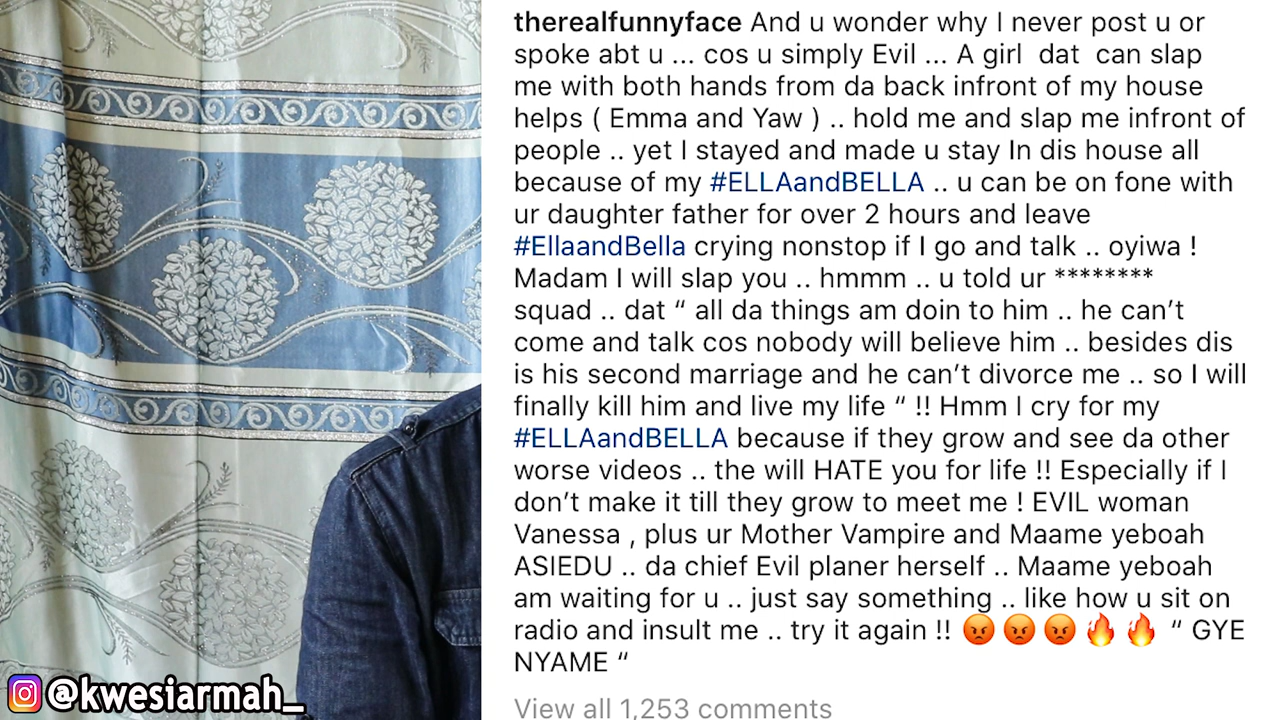 therealfunnyface And u wonder why I never post u or
spoke abt u ... cos u simply Evil ... A girl dat can slap
me with both hands from da back infront of my house
helps ( Emma and Yaw ) .. hold me and slap me infront of
people .. yet I stayed and made u stay In dis house all
because of my #ELLAandBELLA .. u can be on fone with
ur daughter father for over 2 hours and leave
#EllaandBella crying nonstop if I go and talk .. oyiwa !
Madam I will slap you .. hmmm .. u told ur ********
squad .. dat “ all da things am doin to him .. he can’t
come and talk cos nobody will believe him .. besides dis
is his second marriage and he can’t divorce me .. so I will
finally kill him and live my life “ !! Hmm I cry for my
#ELLAandBELLA because if they grow and see da other
worse videos .. the will HATE you for life !! Especially if I
don’t make it till they grow to meet me ! EVIL woman
Vanessa , plus ur Mother Vampire and Maame yeboah
ASIEDU .. da chief Evil planer herself .. Maame yeboah
am waiting for u .. just say something .. like how u sit on
radio and insult me .. try it again !! 😡 😡 😡 🔥 🔥 “ GYE
NYAME “
View all 1,253 comments
@kwesiarmah_